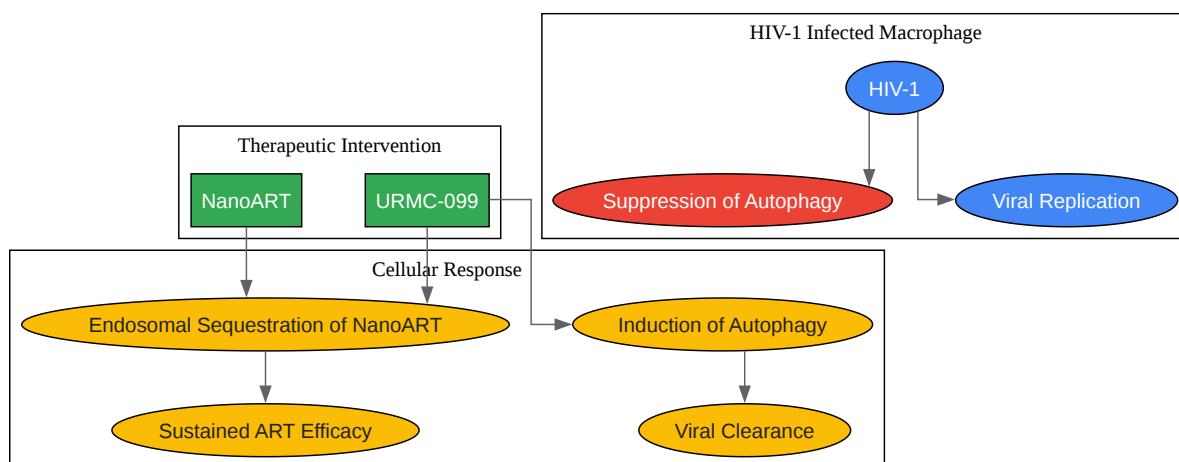 HIV-1 Infected Macrophage
HIV-1
Therapeutic Intervention
NanoART
URMC-099
Suppression of Autophagy
Viral Replication
Cellular Response
Endosomal Sequestration of NanoART
Induction of Autophagy
Sustained ART Efficacy
Viral Clearance